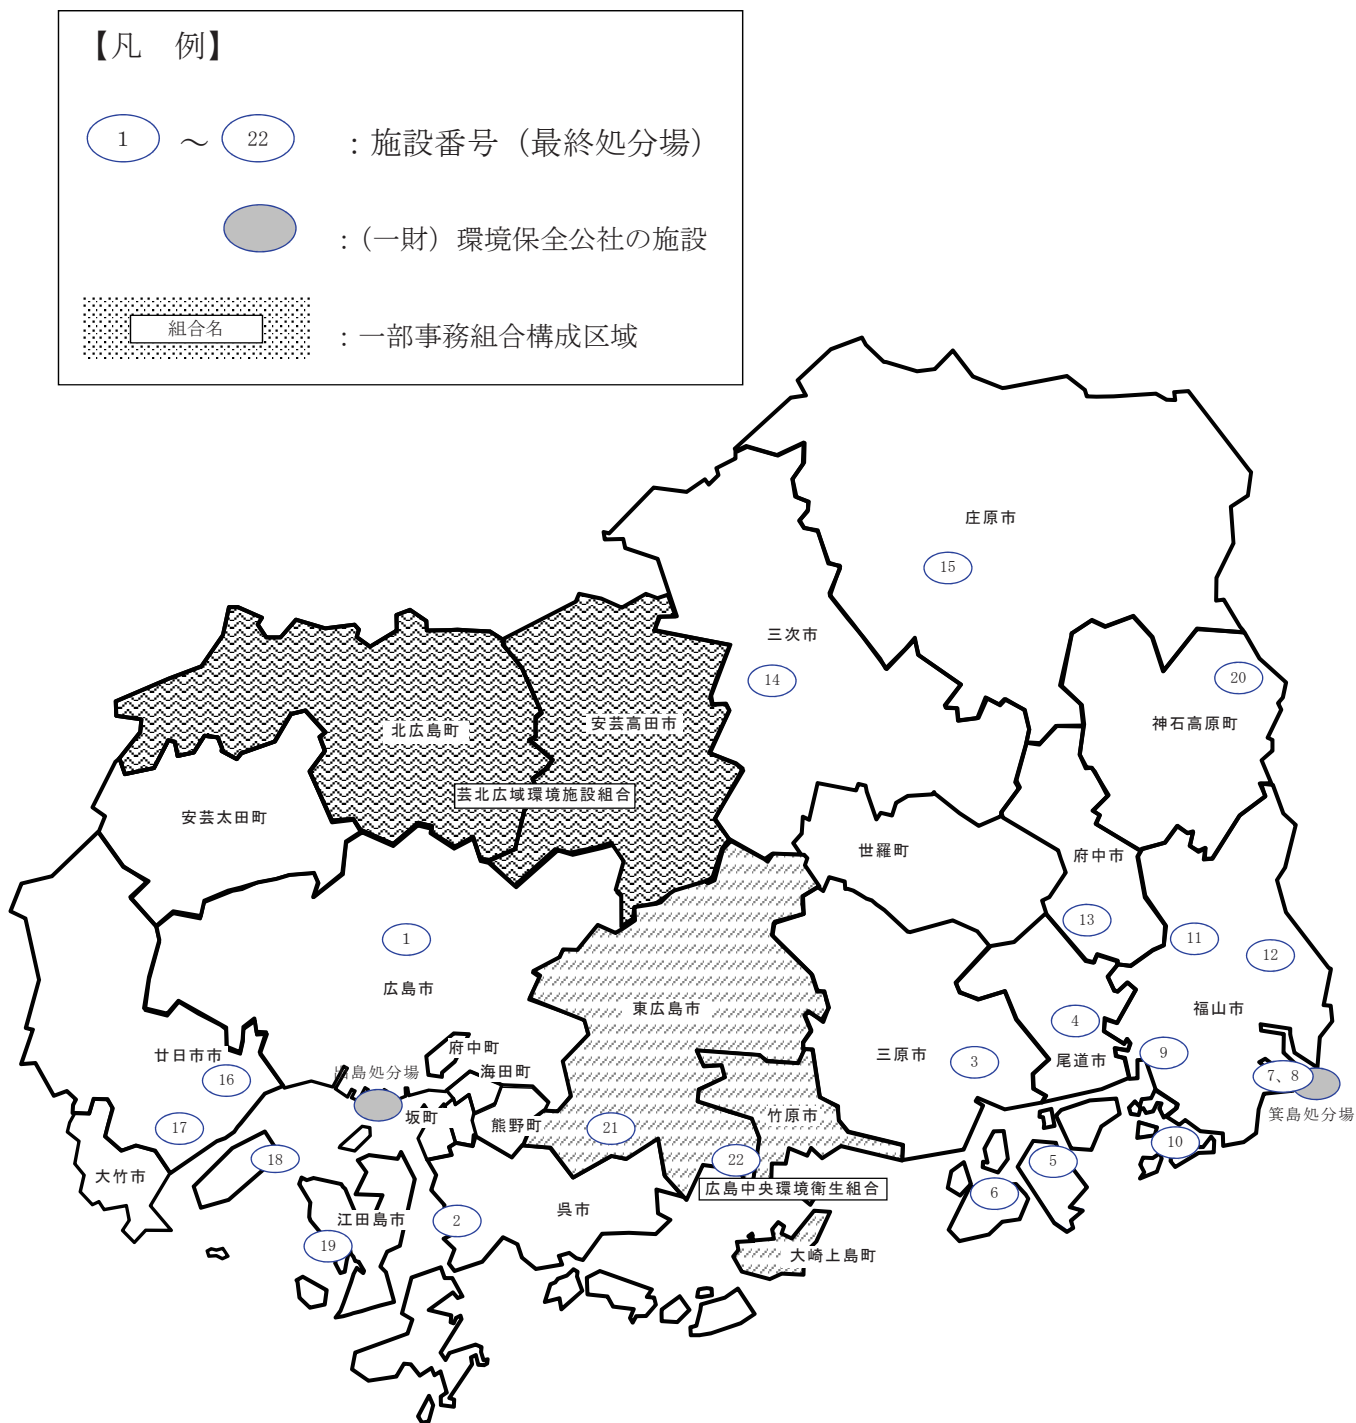 【凡　例】
1 ～ 22 ：施設番号（最終処分場）
：（一財）環境保全公社の施設
組合名 ：一部事務組合構成区域
庄原市
15
三次市
14
20
神石高原町
北広島町
安芸高田市
芸北広域環境施設組合
安芸太田町
世羅町
府中市
13
11
12
1
広島市
東広島市
福山市
4
尾道市
9
三原市
3
7、8
箕島処分場
府中町
海田町
廿日市市
16
出島処分場
坂町
熊野町
竹原市
17
21
10
18
22
5
大竹市
広島中央環境衛生組合
6
江田島市
2
呉市
19
大崎上島町